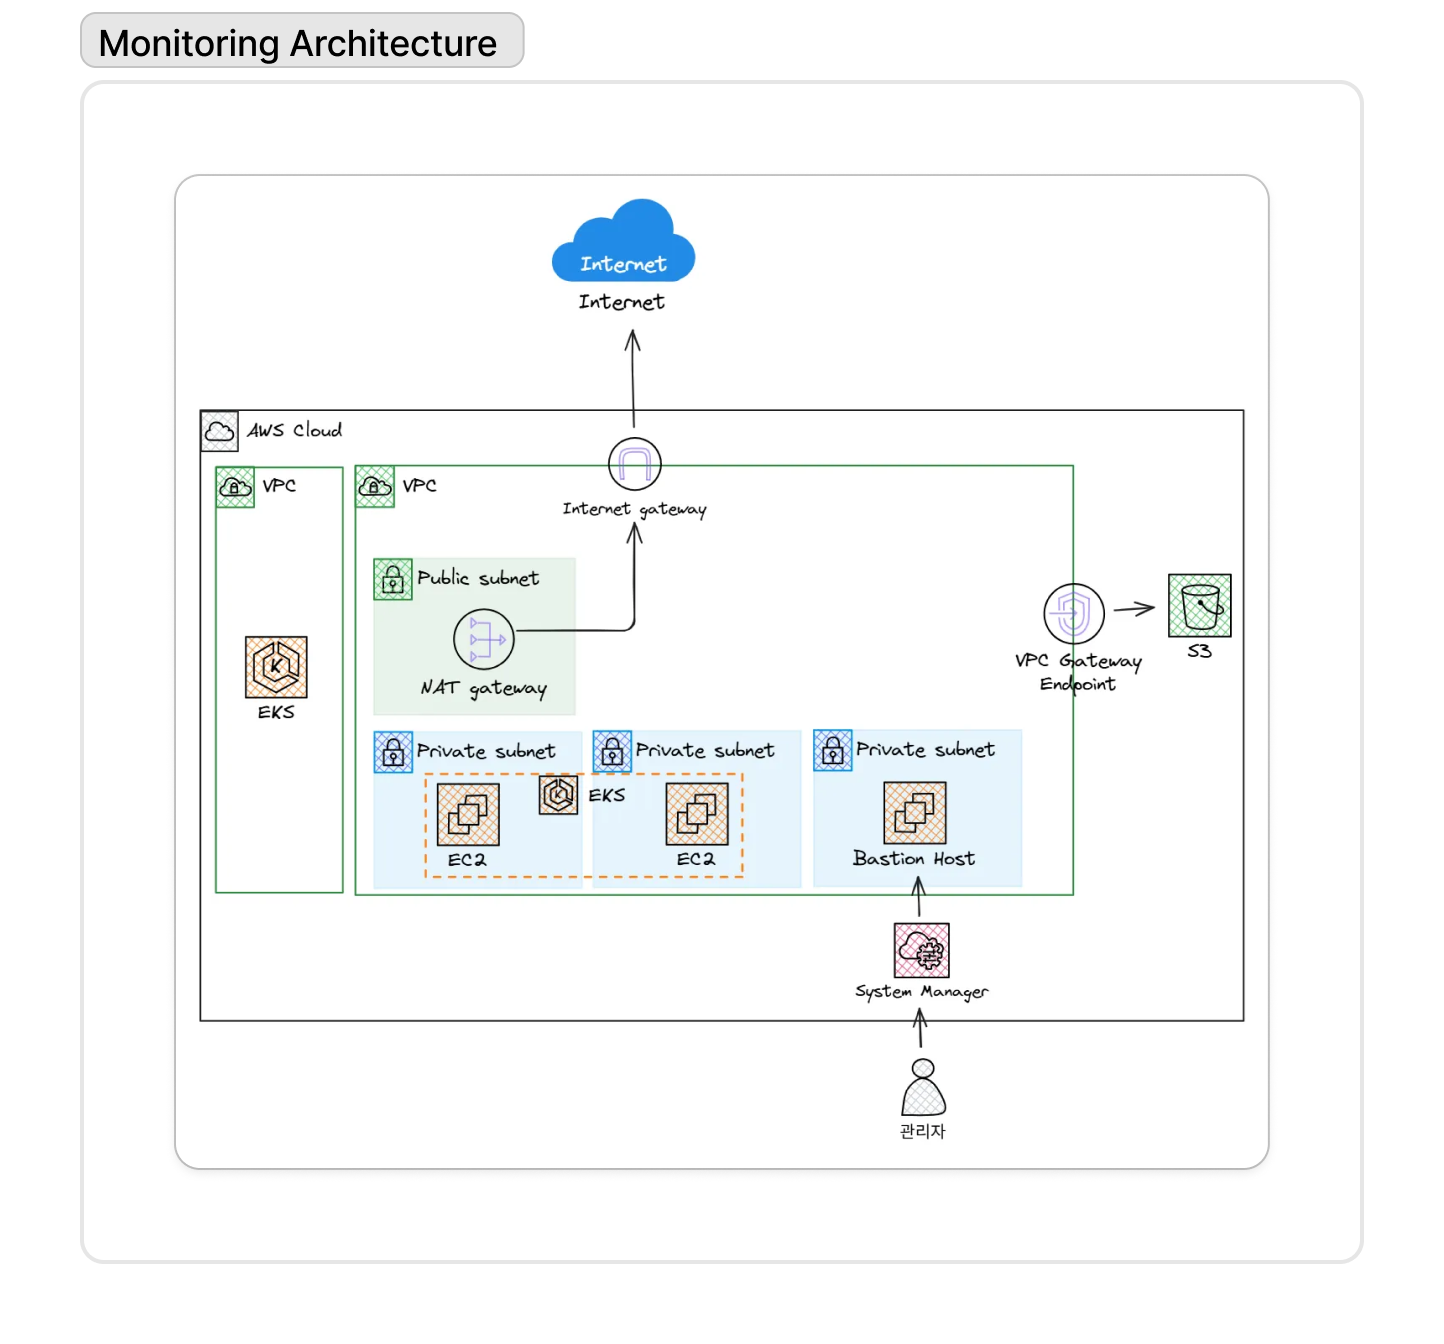 Monitoring Architecture
Internet
Internet
AWS Cloud
VPC
VPC
Internet gateway
Public subnet
NAT gateway
EKS
VPC Gateway
Endpoint
S3
Private subnet
Private subnet
Private subnet
EKS
EC2
EC2
Bastion Host
System Manager
관리자